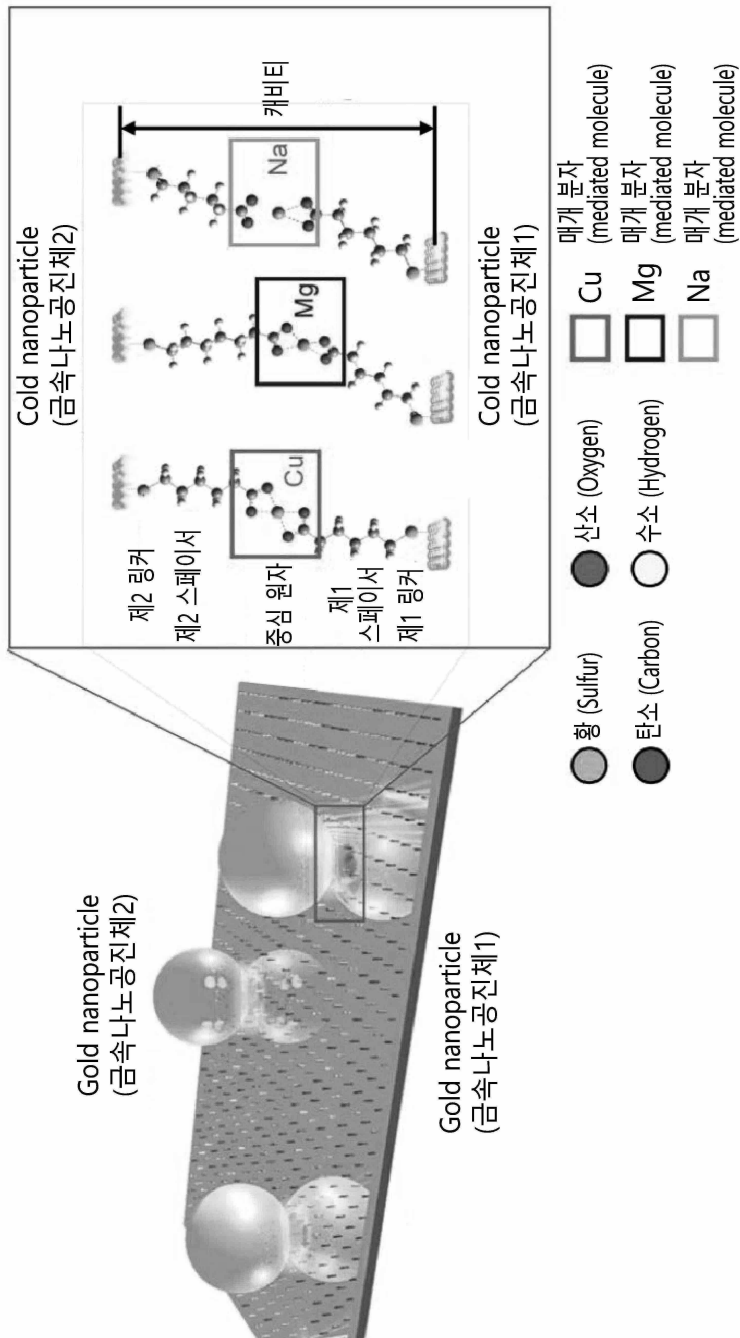 Gold nanoparticle
(금속나노공진체2)
Gold nanoparticle
(금속나노공진체1)
Cold nanoparticle
(금속나노공진체2)
제2 링커
제2 스페이서
중심 원자
제1
스페이서
제1 링커
Cu
Mg
Na
캐비티
Cold nanoparticle
(금속나노공진체1)
황 (Sulfur)
산소 (Oxygen)
탄소 (Carbon)
수소 (Hydrogen)
Cu
매개 분자
(mediated molecule)
Mg
매개 분자
(mediated molecule)
Na
매개 분자
(mediated molecule)